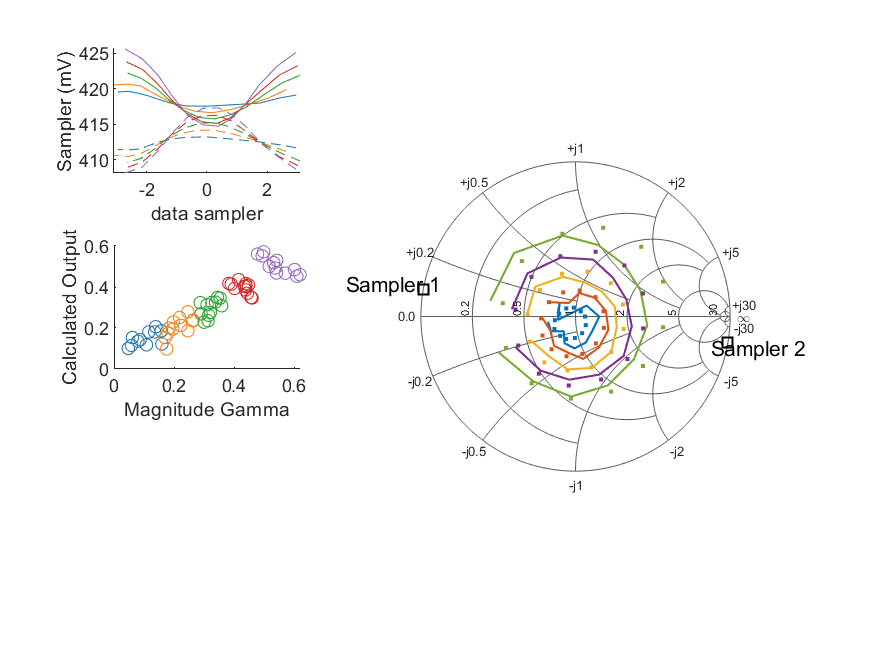 425
420
415
410
Sampler (mV)
-2
0
2
data sampler
0.6
0.4
0.2
0
Calculated Output
0
0.2
0.4
0.6
Magnitude Gamma
+j1
+j0.5
+j2
+j0.2
+j5
Sampler 1
0.2
0.5
1
2
5
30
+j30
0.0
∞
-j30
Sampler 2
-j0.2
-j5
-j0.5
-j2
-j1